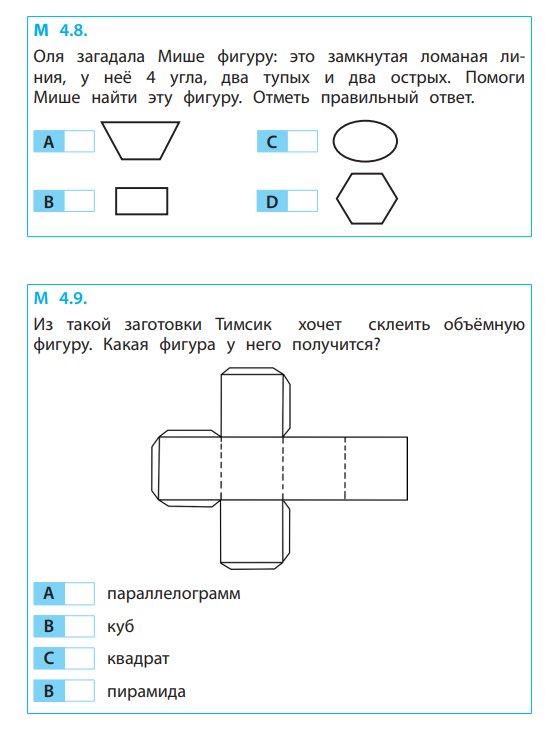 М 4.8.
Оля загадала Мише фигуру: это замкнутая ломаная ли-
ния, у неё 4 угла, два тупых и два острых. Помоги
Мише найти эту фигуру. Отметь правильный ответ.
A C
B D
М 4.9.
Из такой заготовки Тимсик хочет склеить объёмную
фигуру. Какая фигура у него получится?
A параллелограмм
B куб
C квадрат
B пирамида